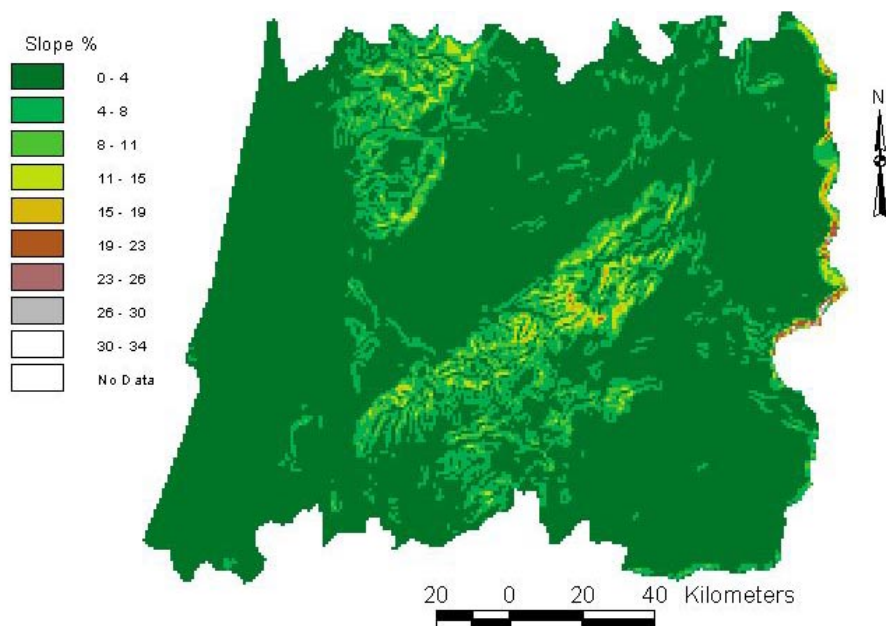 Slope %
0 - 4
4 - 8
8 - 11
11 - 15
15 - 19
19 - 23
23 - 26
26 - 30
30 - 34
No Data
N
20 0 20 40 Kilometers